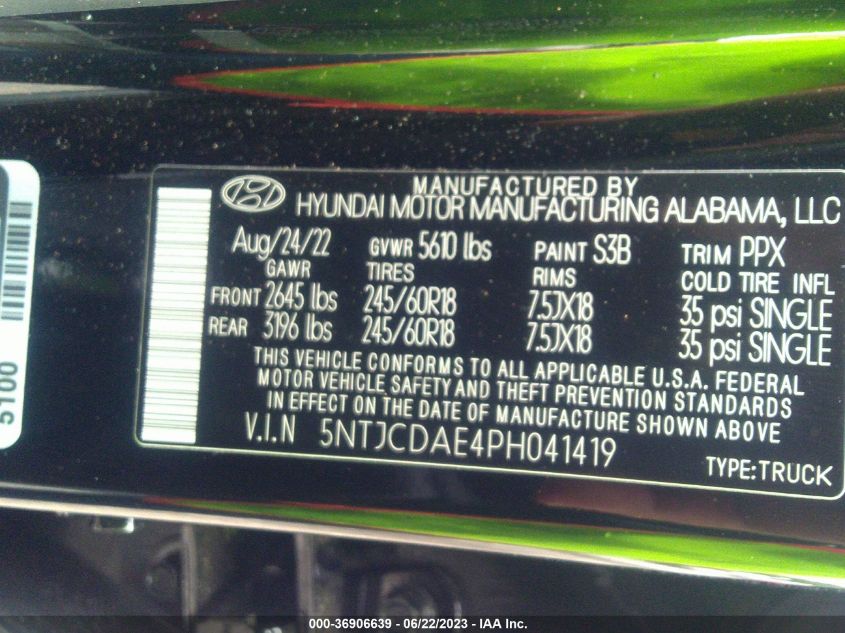 MANUFACTURED BY
HYUNDAI MOTOR MANUFACTURING ALABAMA, LLC
Aug/24/22 GVWR 5610 lbs PAINT S3B TRIM PPX
GAWR TIRES RIMS COLD TIRE INFL
FRONT 2645 lbs 245/60R18 7.5JX18 35 psi SINGLE
REAR 3196 lbs 245/60R18 7.5JX18 35 psi SINGLE
THIS VEHICLE CONFORMS TO ALL APPLICABLE U.S.A. FEDERAL
MOTOR VEHICLE SAFETY AND THEFT PREVENTION STANDARDS
IN EFFECT ON THE DATE OF MANUFACTURE SHOWN ABOVE
V.I.N 5NTJCDAE4PH041419
TYPE:TRUCK
5100
000-36906639 - 06/22/2023 - IAA Inc.